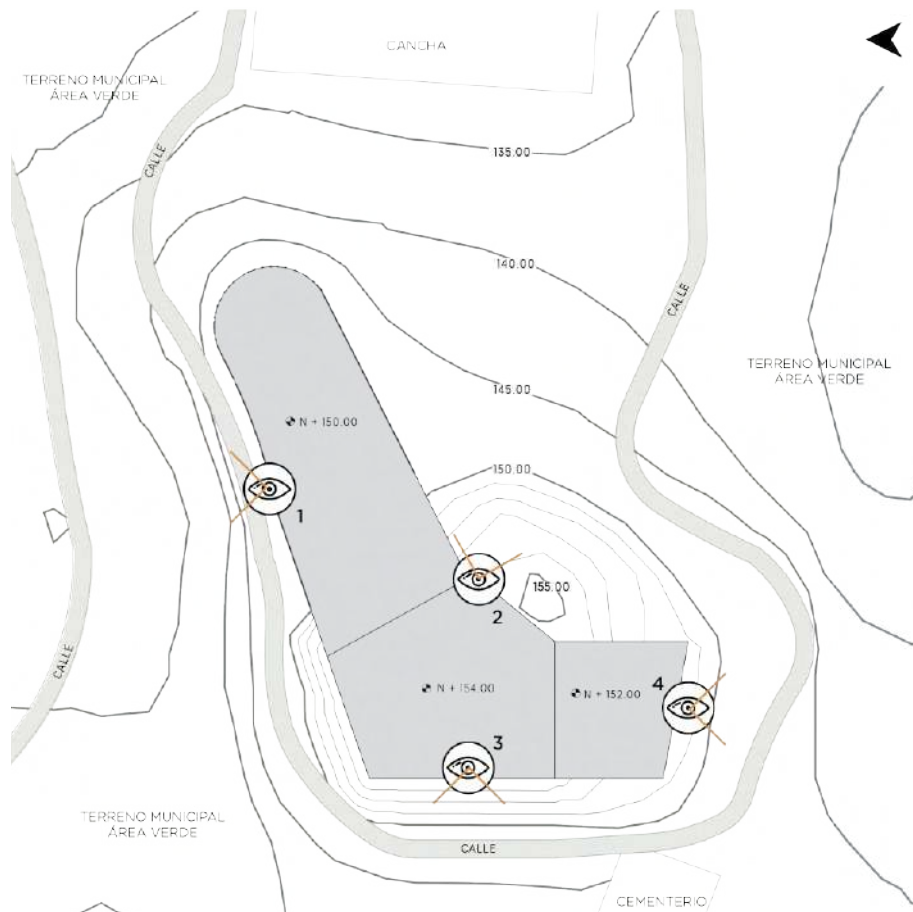 CANCHA
TERRENO MUNICIPAL
ÁREA VERDE
CALLE
135.00
140.00
CALLE
TERRENO MUNICIPAL
ÁREA VERDE
145.00
N + 150.00
150.00
1
155.00
2
CALLE
4
N + 154.00
N + 152.00
3
TERRENO MUNICIPAL
ÁREA VERDE
CALLE
CEMENTERIO